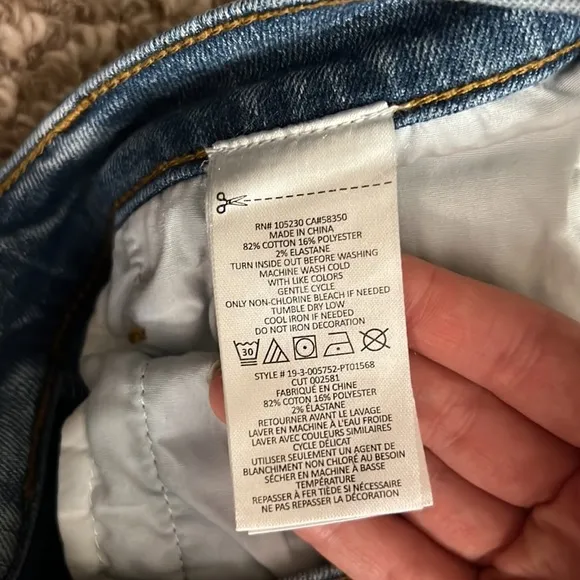 RN# 105230 CA#58350
MADE IN CHINA
82% COTTON 16% POLYESTER
2% ELASTANE
TURN INSIDE OUT BEFORE WASHING
MACHINE WASH COLD
WITH LIKE COLORS
GENTLE CYCLE
ONLY NON-CHLORINE BLEACH IF NEEDED
TUMBLE DRY LOW
COOL IRON IF NEEDED
DO NOT IRON DECORATION
30
STYLE # 19-3-005752-PT01568
CUT 002581
FABRIQUÉ EN CHINE
82% COTTON 16% POLYESTER
2% ÉLASTANE
RETOURNER AVANT LE LAVAGE
LAVER EN MACHINE À L'EAU FROIDE
LAVER AVEC COULEURS SIMILAIRES
CYCLE DÉLICAT
UTILISER SEULEMENT UN AGENT DE
BLANCHIMENT NON CHLORÉ AU BESOIN
SÉCHER EN MACHINE À BASSE
TEMPÉRATURE
REPASSER À FER TIÈDE SI NÉCESSAIRE
NE PAS REPASSER LA DÉCORATION